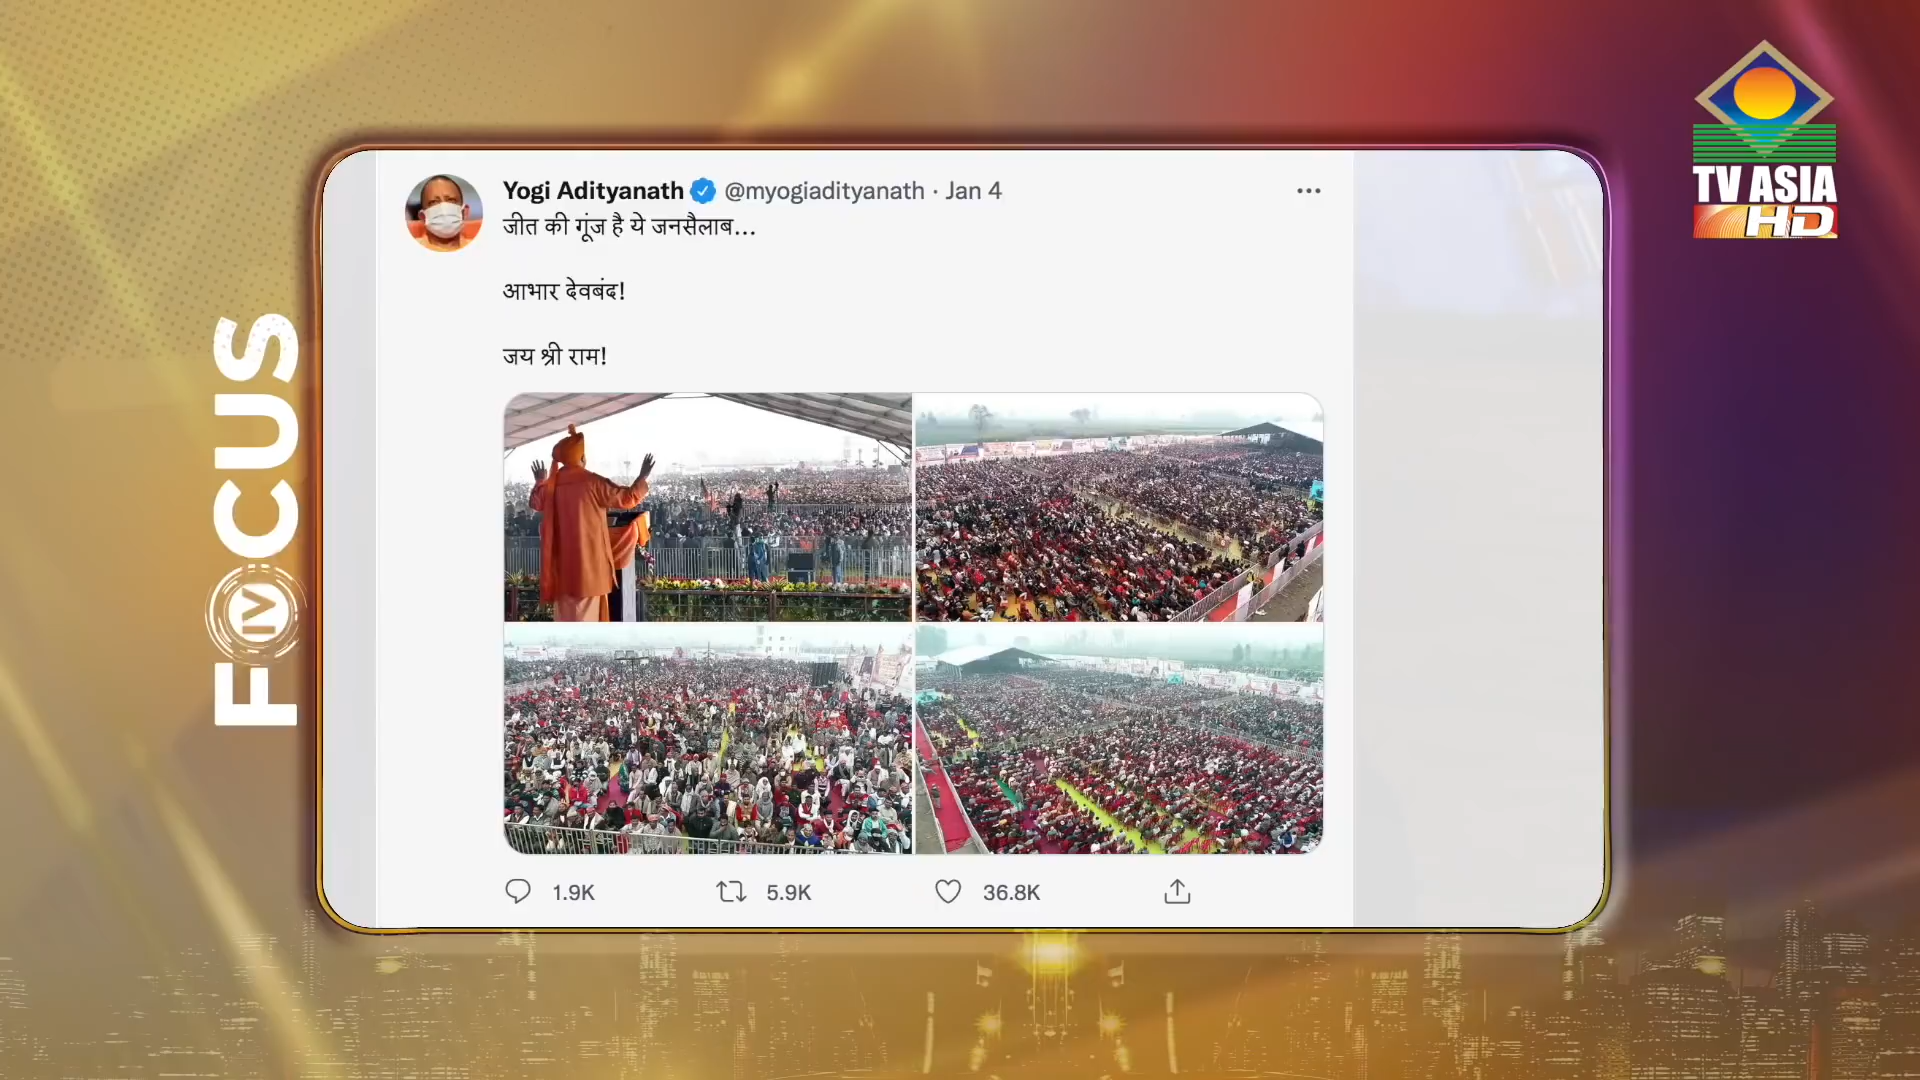 Yogi Adityanath @myogiadityanath · Jan 4
जीत की गूंज है ये जनसैलाब...
आभार देवबंद!
जय श्री राम!
1.9K 5.9K 36.8K
FOCUS
TV
TV ASIA
HD